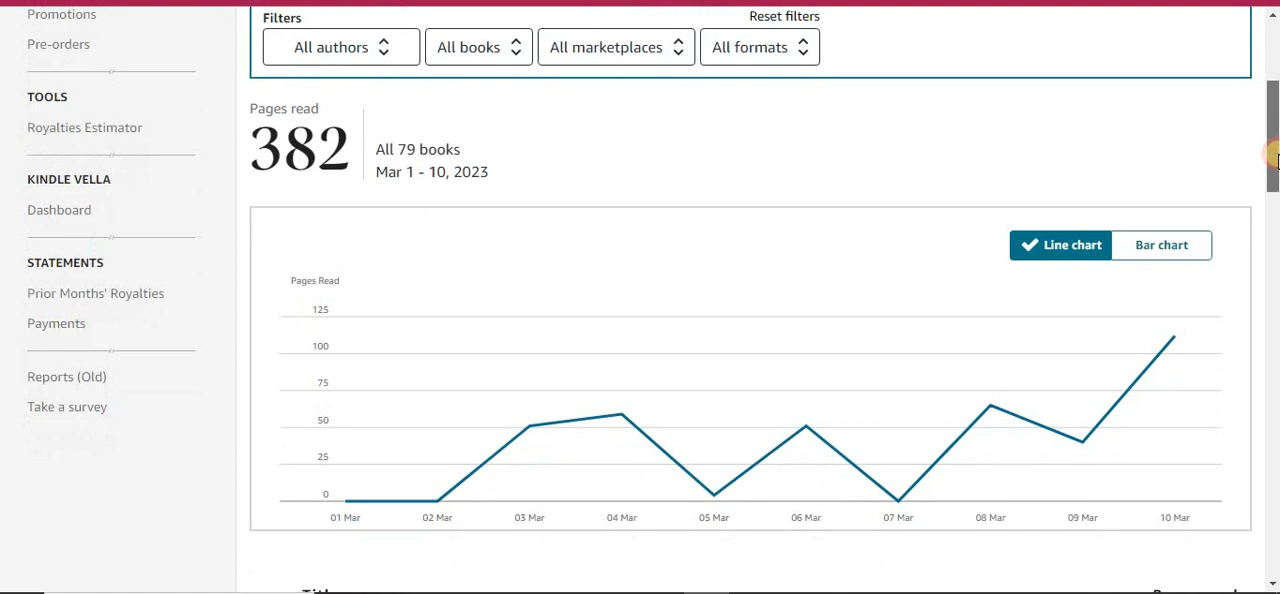 Promotions
Pre-orders
TOOLS
Royalties Estimator
KINDLE VELLA
Dashboard
STATEMENTS
Prior Months' Royalties
Payments
Reports (Old)
Take a survey
Filters
Reset filters
All authors
All books
All marketplaces
All formats
Pages read
382
All 79 books
Mar 1 - 10, 2023
Line chart
Bar chart
Pages Read
125
100
75
50
25
0
01 Mar
02 Mar
03 Mar
04 Mar
05 Mar
06 Mar
07 Mar
08 Mar
09 Mar
10 Mar